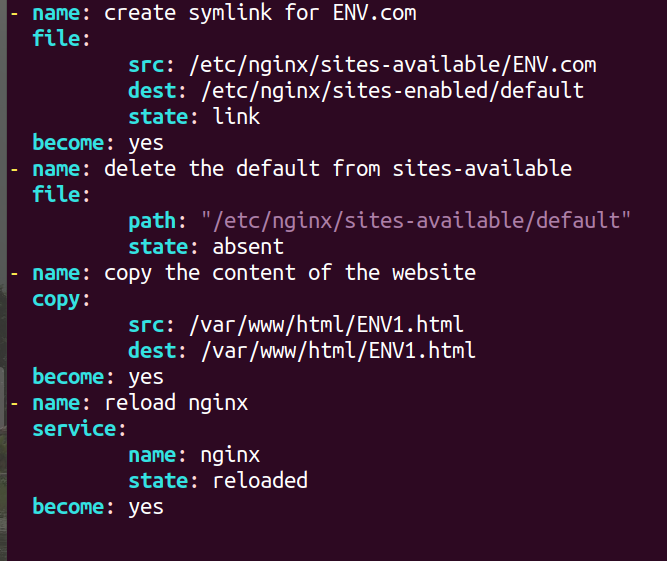 - name: create symlink for ENV.com
file:
src: /etc/nginx/sites-available/ENV.com
dest: /etc/nginx/sites-enabled/default
state: link
become: yes
- name: delete the default from sites-available
file:
path: "/etc/nginx/sites-available/default"
state: absent
- name: copy the content of the website
copy:
src: /var/www/html/ENV1.html
dest: /var/www/html/ENV1.html
become: yes
- name: reload nginx
service:
name: nginx
state: reloaded
become: yes